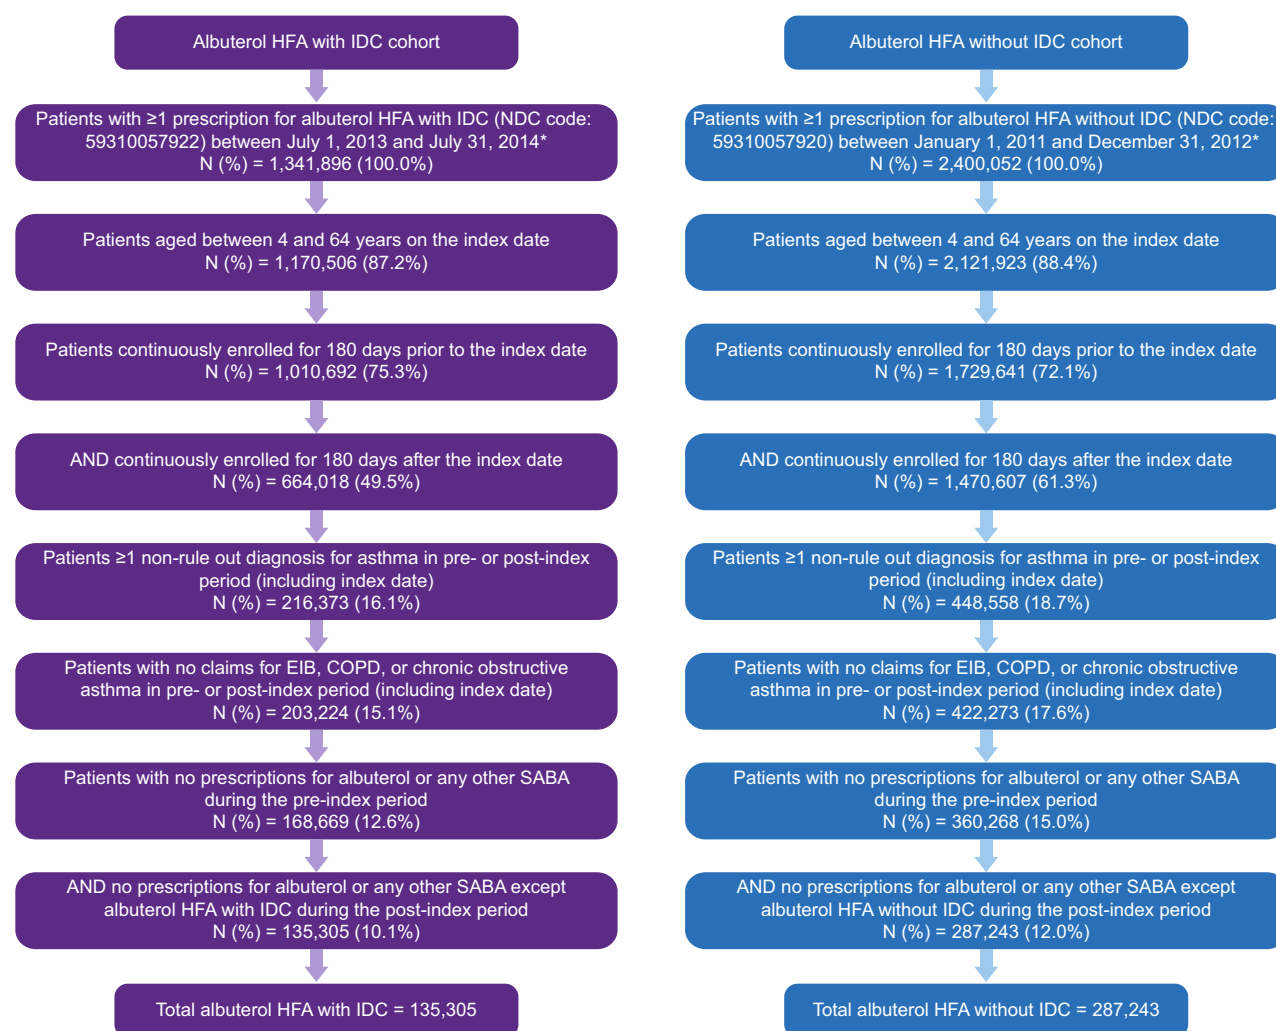 Albuterol HFA with IDC cohort
Patients with ≥1 prescription for albuterol HFA with IDC (NDC code:
59310057922) between July 1, 2013 and July 31, 2014*
N (%) = 1,341,896 (100.0%)
Patients aged between 4 and 64 years on the index date
N (%) = 1,170,506 (87.2%)
Patients continuously enrolled for 180 days prior to the index date
N (%) = 1,010,692 (75.3%)
AND continuously enrolled for 180 days after the index date
N (%) = 664,018 (49.5%)
Patients ≥1 non-rule out diagnosis for asthma in pre- or post-index
period (including index date)
N (%) = 216,373 (16.1%)
Patients with no claims for EIB, COPD, or chronic obstructive
asthma in pre- or post-index period (including index date)
N (%) = 203,224 (15.1%)
Patients with no prescriptions for albuterol or any other SABA
during the pre-index period
N (%) = 168,669 (12.6%)
AND no prescriptions for albuterol or any other SABA except
albuterol HFA with IDC during the post-index period
N (%) = 135,305 (10.1%)
Total albuterol HFA with IDC = 135,305
Albuterol HFA without IDC cohort
Patients with ≥1 prescription for albuterol HFA without IDC (NDC code:
59310057920) between January 1, 2011 and December 31, 2012*
N (%) = 2,400,052 (100.0%)
Patients aged between 4 and 64 years on the index date
N (%) = 2,121,923 (88.4%)
Patients continuously enrolled for 180 days prior to the index date
N (%) = 1,729,641 (72.1%)
AND continuously enrolled for 180 days after the index date
N (%) = 1,470,607 (61.3%)
Patients ≥1 non-rule out diagnosis for asthma in pre- or post-index
period (including index date)
N (%) = 448,558 (18.7%)
Patients with no claims for EIB, COPD, or chronic obstructive
asthma in pre- or post-index period (including index date)
N (%) = 422,273 (17.6%)
Patients with no prescriptions for albuterol or any other SABA
during the pre-index period
N (%) = 360,268 (15.0%)
AND no prescriptions for albuterol or any other SABA except
albuterol HFA without IDC during the post-index period
N (%) = 287,243 (12.0%)
Total albuterol HFA without IDC = 287,243